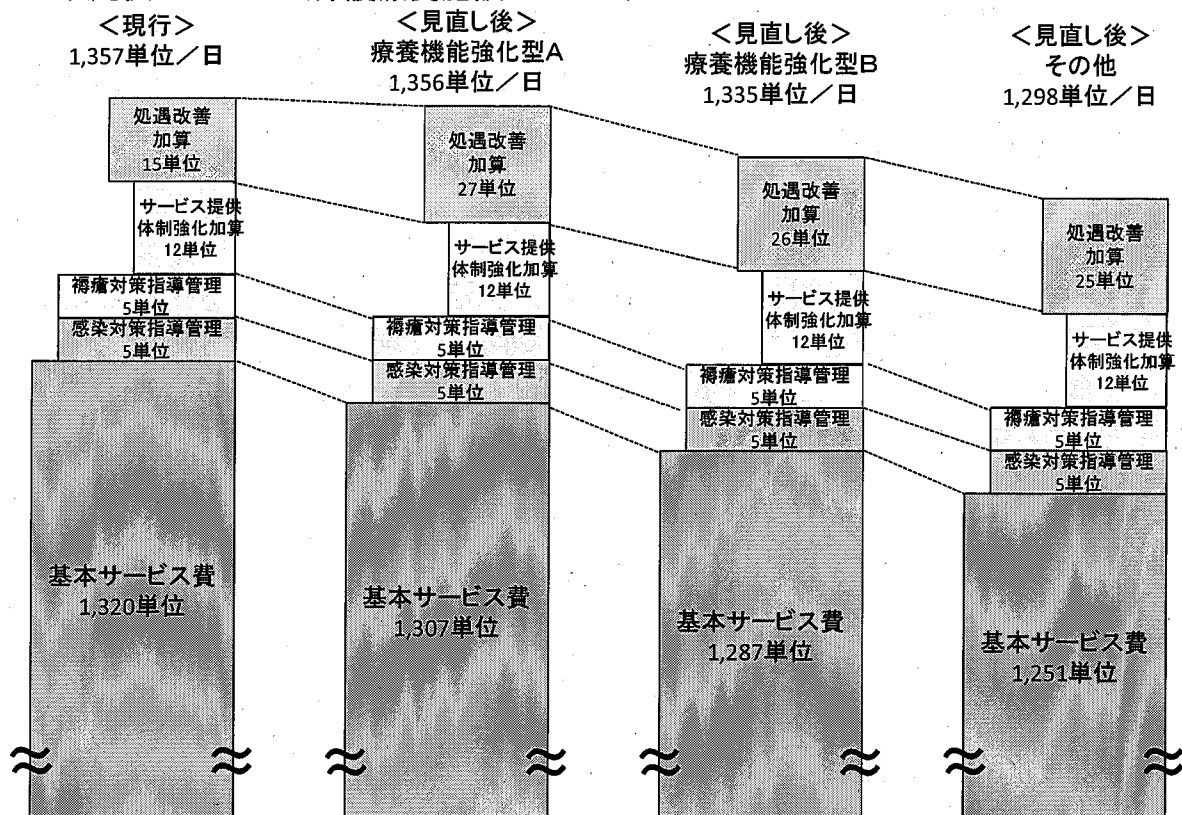 ＜現行＞
1,357単位／日
処遇改善
加算
15単位
サービス提供
体制強化加算
12単位
褥瘡対策指導管理
5単位
感染対策指導管理
5単位
基本サービス費
1,320単位
＜見直し後＞
療養機能強化型A
1,356単位／日
処遇改善
加算
27単位
サービス提供
体制強化加算
12単位
褥瘡対策指導管理
5単位
感染対策指導管理
5単位
基本サービス費
1,307単位
＜見直し後＞
療養機能強化型B
1,335単位／日
処遇改善
加算
26単位
サービス提供
体制強化加算
12単位
褥瘡対策指導管理
5単位
感染対策指導管理
5単位
基本サービス費
1,287単位
＜見直し後＞
その他
1,298単位／日
処遇改善
加算
25単位
サービス提供
体制強化加算
12単位
褥瘡対策指導管理
5単位
感染対策指導管理
5単位
基本サービス費
1,251単位